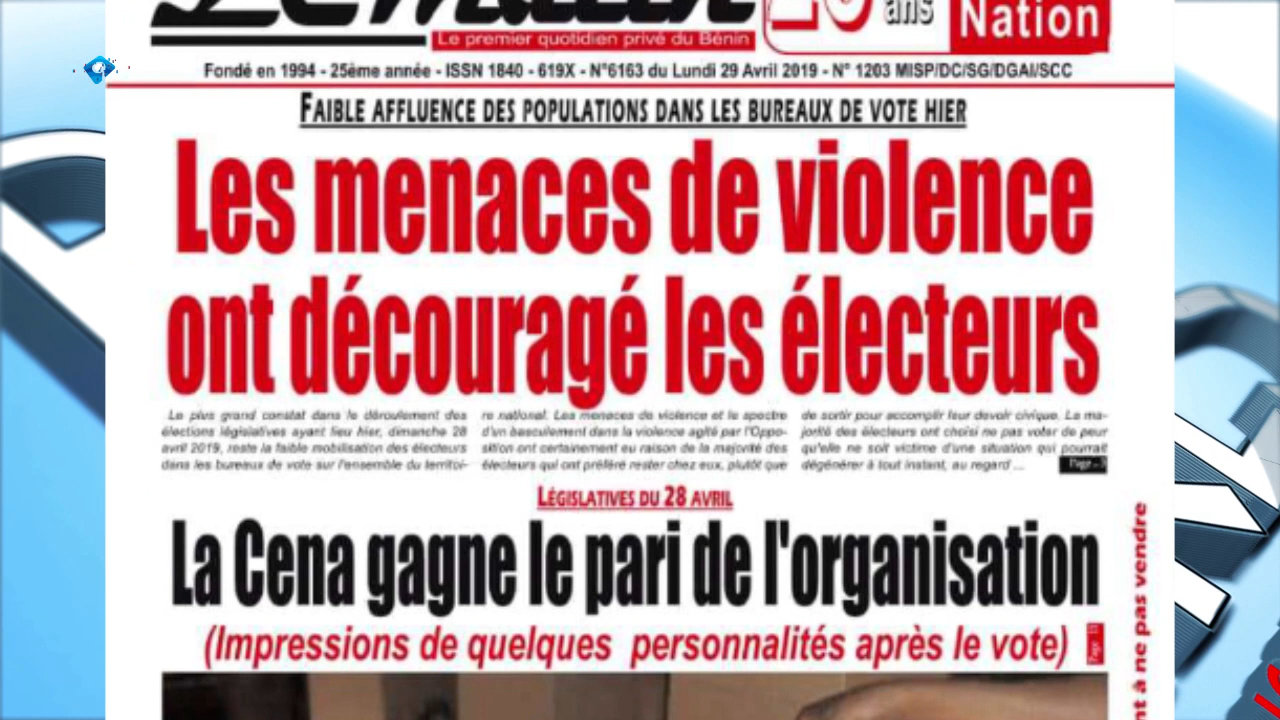 Le Matin
ans
Nation
Le premier quotidien privé du Bénin
Fondé en 1994 - 25ème année - ISSN 1840 - 619X - N°6163 du Lundi 29 Avril 2019 - N° 1203 MISP/DC/SG/DGAI/SCC
FAIBLE AFFLUENCE DES POPULATIONS DANS LES BUREAUX DE VOTE HIER
Les menaces de violence
ont découragé les électeurs
Le plus grand constat dans le déroulement des
élections législatives ayant lieu hier, dimanche 28
avril 2019, reste la faible mobilisation des électeurs
dans les bureaux de vote sur l'ensemble du territoi-
re national. Les menaces de violence et le spectre
d'un basculement dans la violence agité par l'Oppo-
sition ont certainement eu raison de la majorité des
électeurs qui ont préféré rester chez eux, plutôt que
de sortir pour accomplir leur devoir civique. La ma-
jorité des électeurs ont choisi ne pas voter de peur
qu'elle ne soit victime d'une situation qui pourrait
dégénérer à tout instant, au regard ...
Page
LÉGISLATIVES DU 28 AVRIL
La Cena gagne le pari de l'organisation
(Impressions de quelques personnalités après le vote)
Page
nt à ne pas vendre